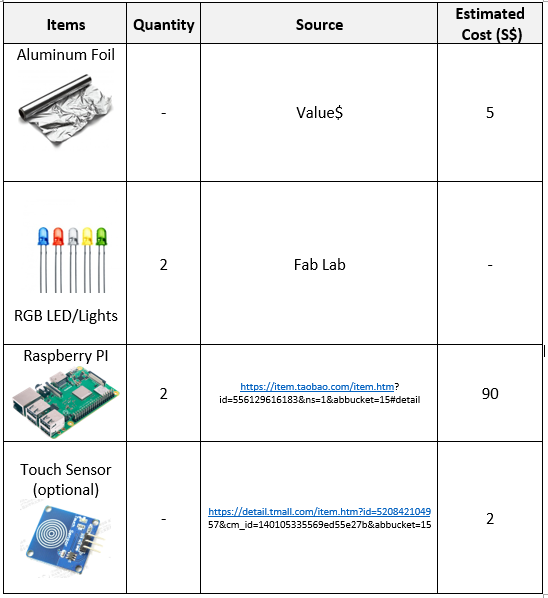 Items Quantity Source Estimated
Cost (S$)
Aluminum Foil
- Value$ 5
2 Fab Lab -
RGB LED/Lights
Raspberry PI
2 https://item.taobao.com/item.htm? 90
id=556129616183&ns=1&abbucket=15#detail
Touch Sensor
(optional)
- https://detail.tmall.com/item.htm?id=5208421049 2
57&cm_id=140105335569ed55e27b&abbucket=15